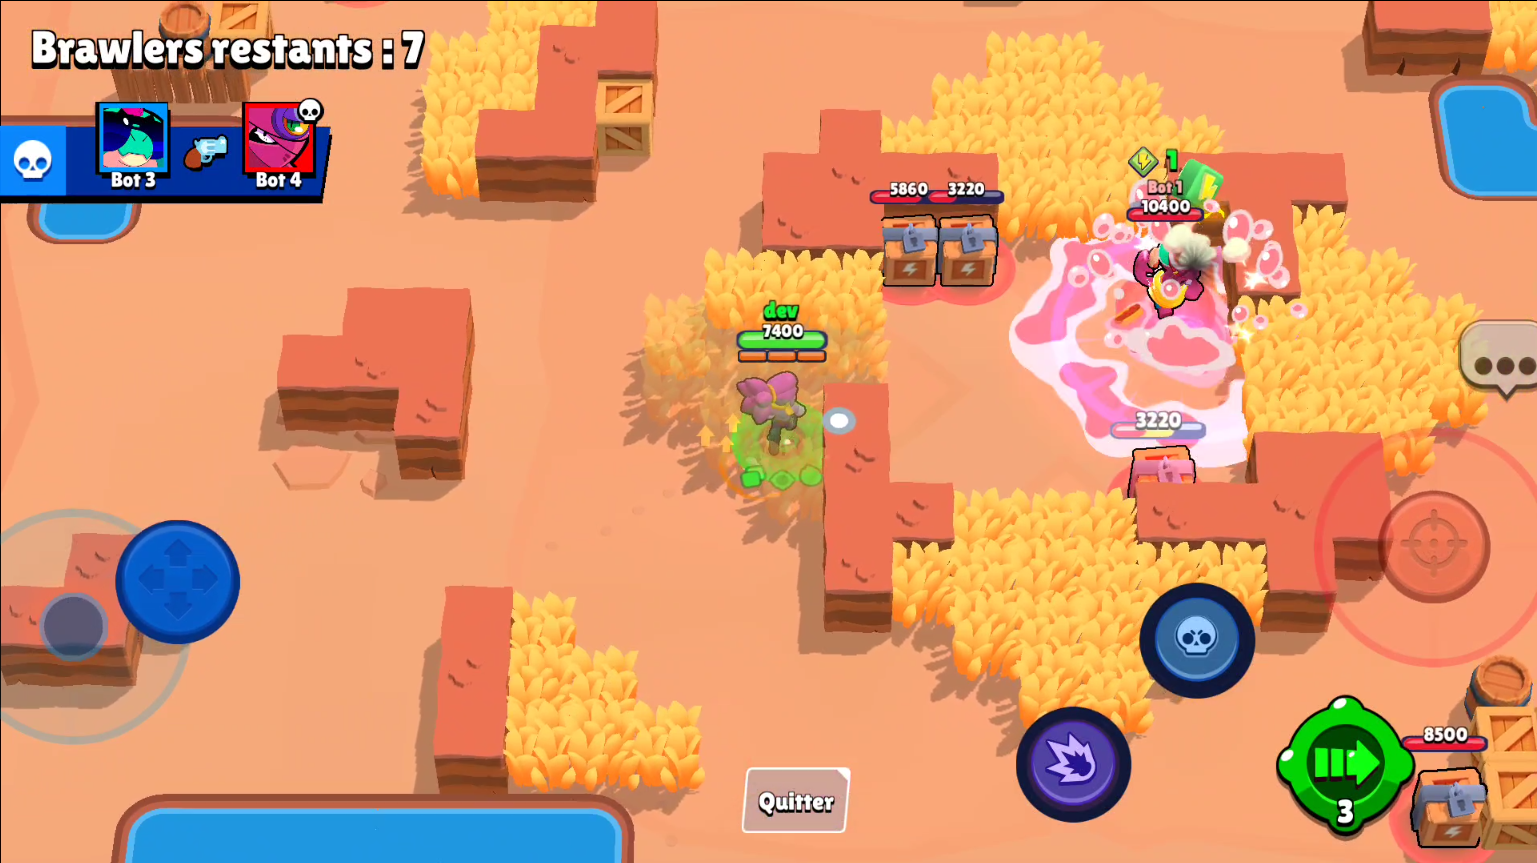 Brawlers restants : 7
Bot 3
Bot 4
1
Bot 1
10400
5860
3220
dev
7400
3220
8500
Quitter
3